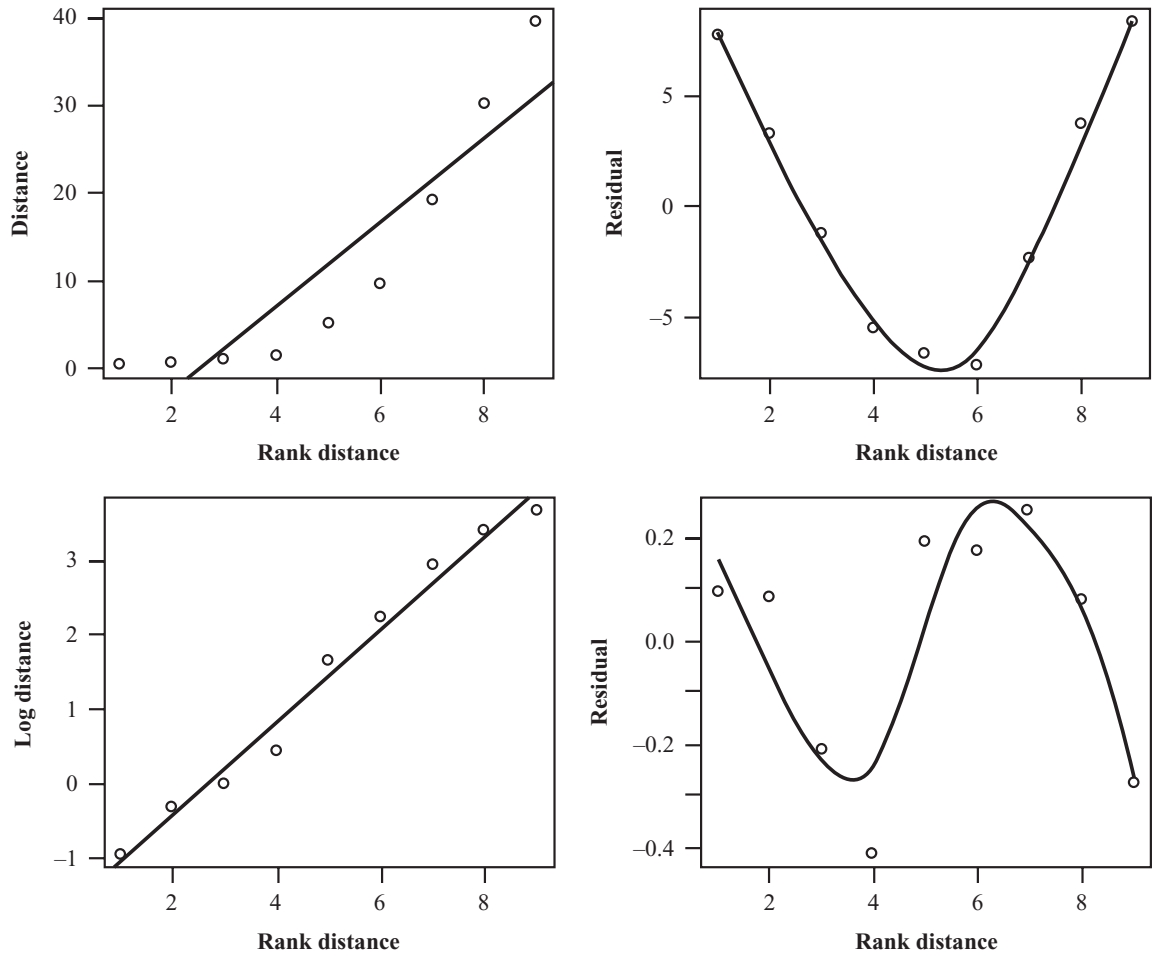 40
30
20
10
0
Distance
2 4 6 8
Rank distance
5
0
–5
Residual
2 4 6 8
Rank distance
3
2
1
0
–1
Log distance
2 4 6 8
Rank distance
0.2
0.0
–0.2
–0.4
Residual
2 4 6 8
Rank distance